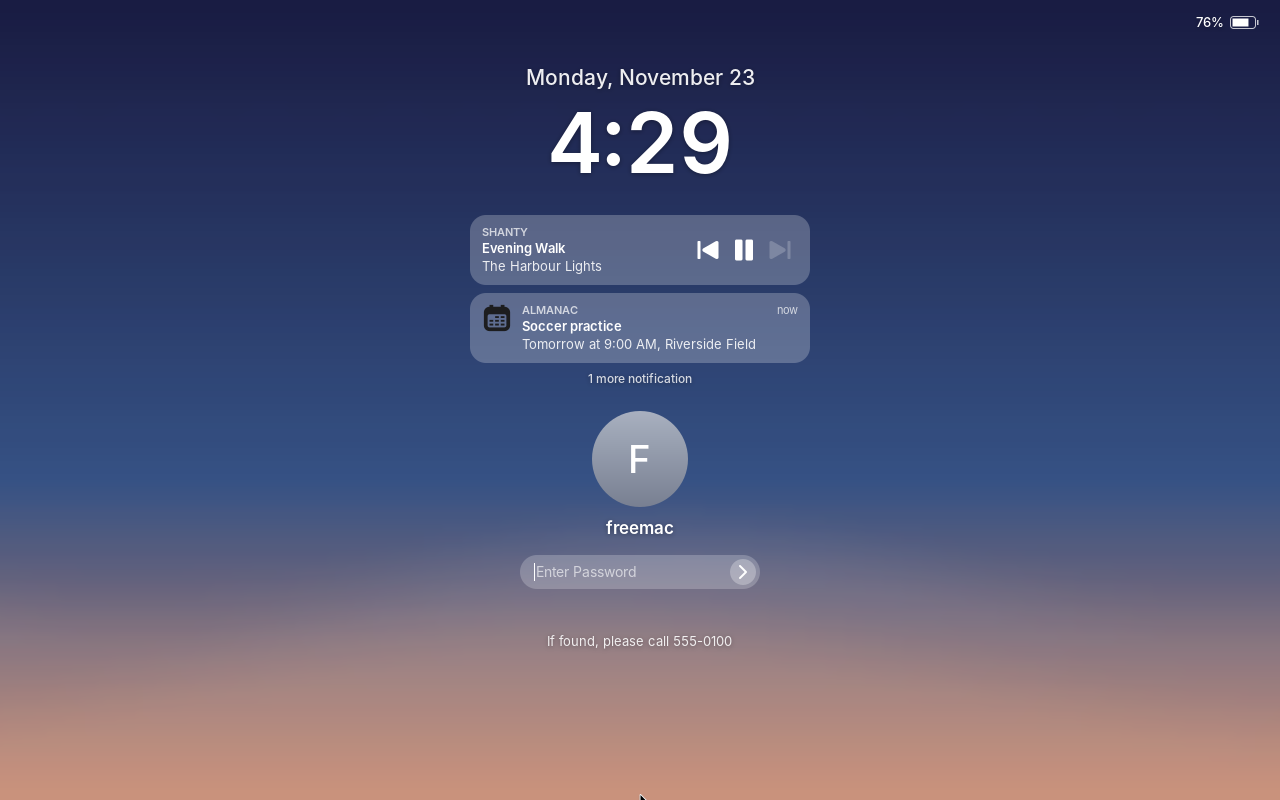 76%
Monday, November 23
4:29
SHANTY
Evening Walk
The Harbour Lights
ALMANAC now
Soccer practice
Tomorrow at 9:00 AM, Riverside Field
1 more notification
F
freemac
Enter Password
If found, please call 555-0100